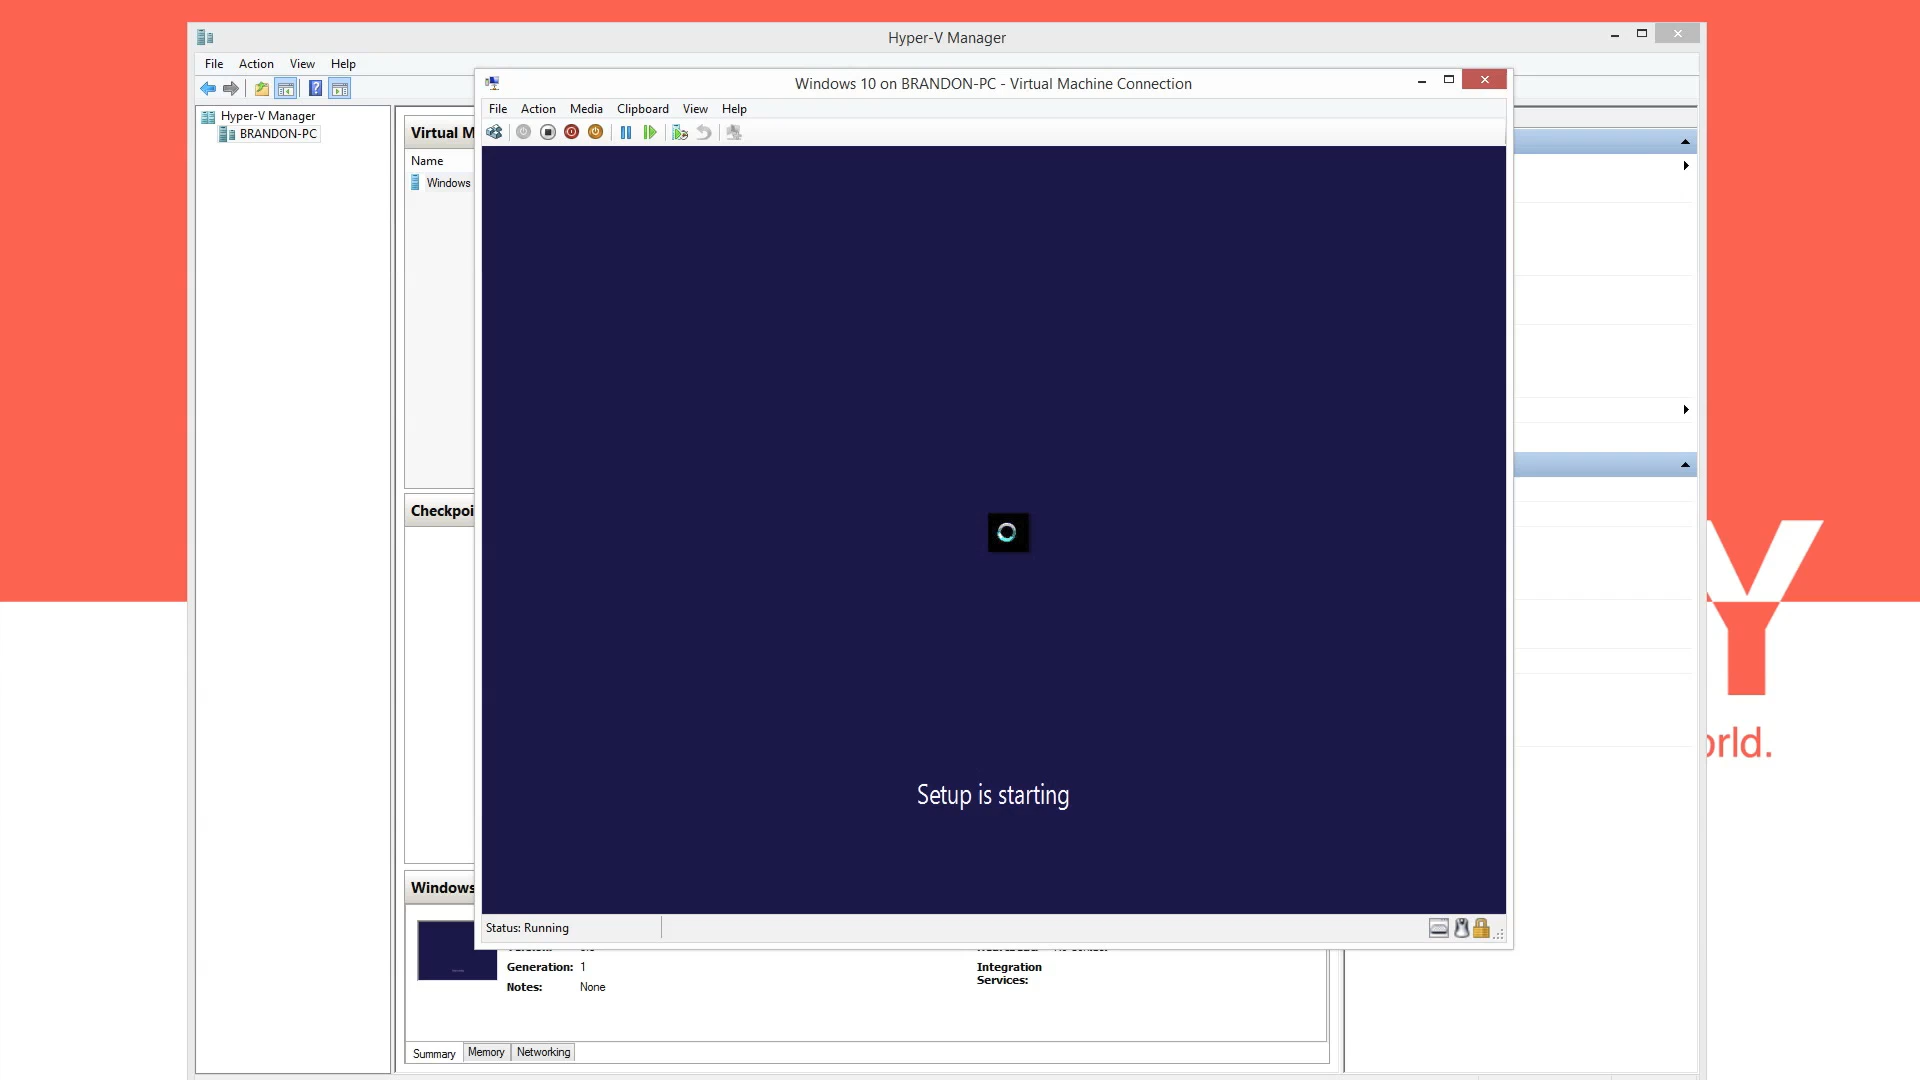 Hyper-V Manager
File Action View Help
Hyper-V Manager
BRANDON-PC
Virtual M
Name
Windows
Checkpoi
Windows
Windows 10 on BRANDON-PC - Virtual Machine Connection
File Action Media Clipboard View Help
Setup is starting
Status: Running
Generation: 1
Notes: None
Integration
Services:
Summary Memory Networking
Y
orld.